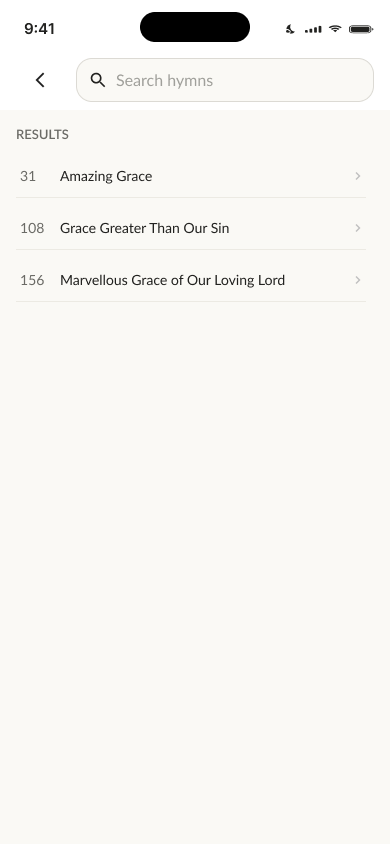 9:41
Search hymns
RESULTS
31 Amazing Grace
108 Grace Greater Than Our Sin
156 Marvellous Grace of Our Loving Lord